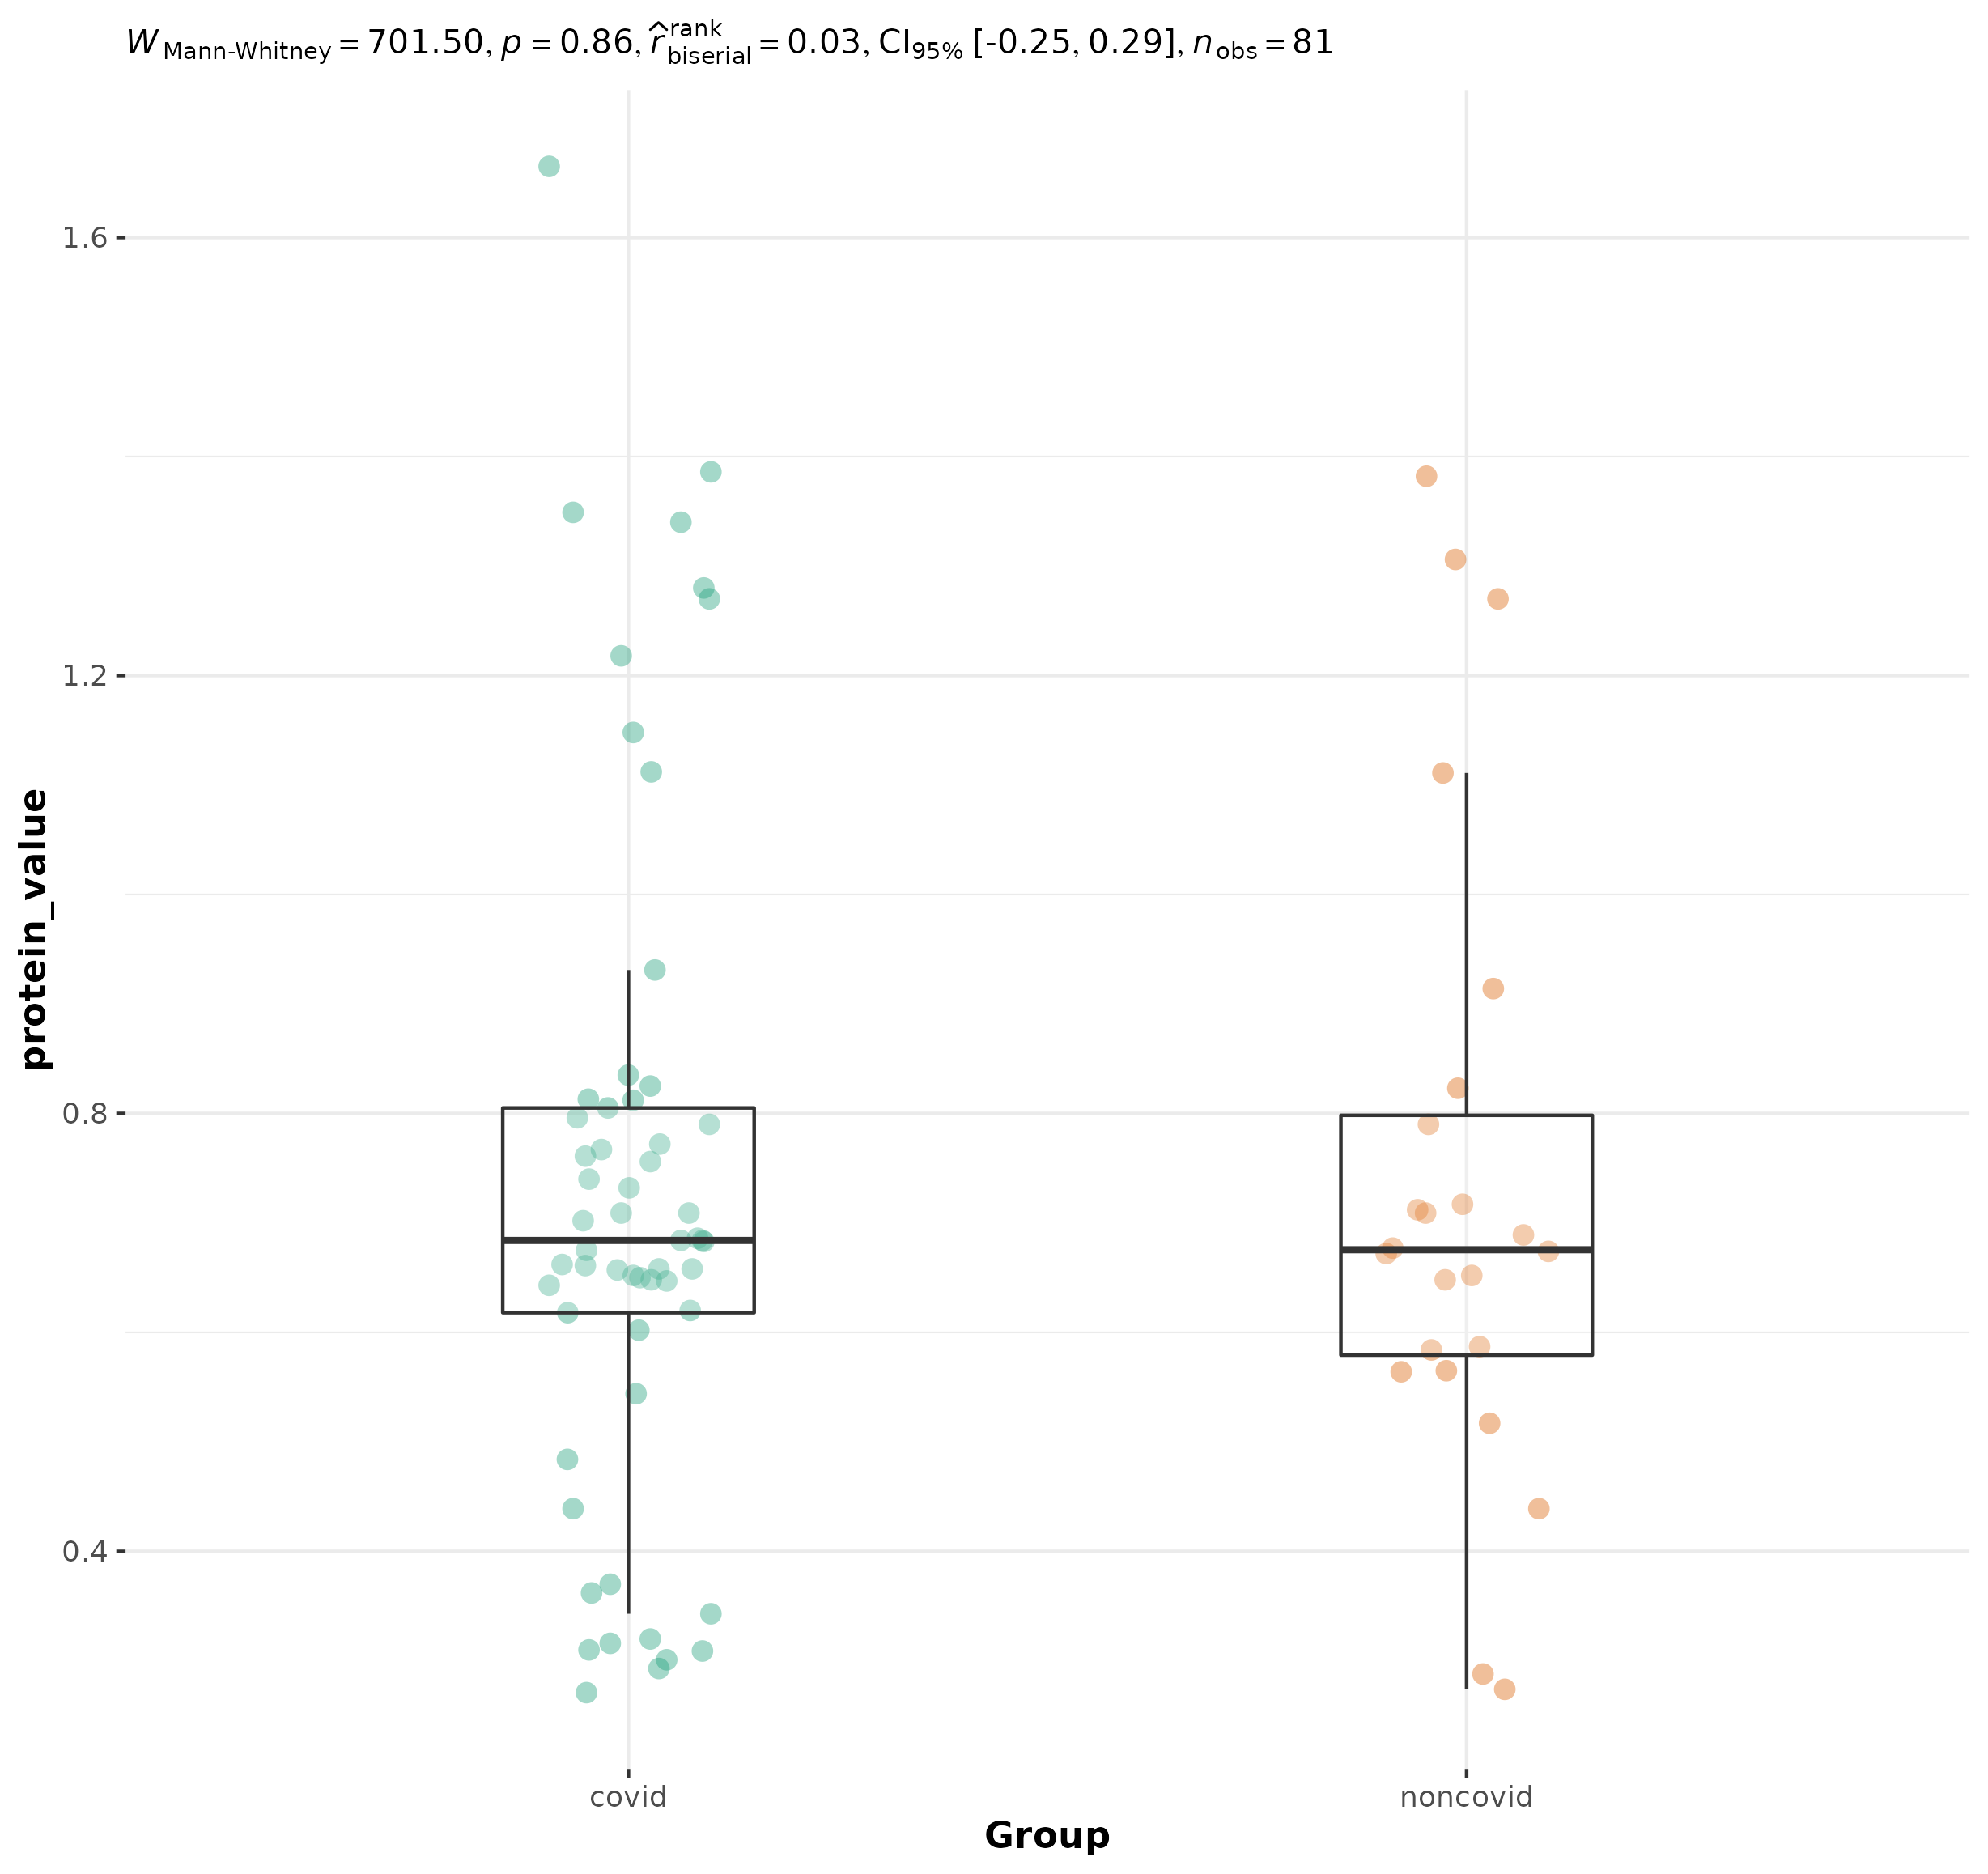 W Mann-Whitney = 701.50, p = 0.86, r̂ rank biserial = 0.03, CI95% [-0.25, 0.29], nobs = 81
1.6
1.2
0.8
0.4
protein_value
covid noncovid
Group